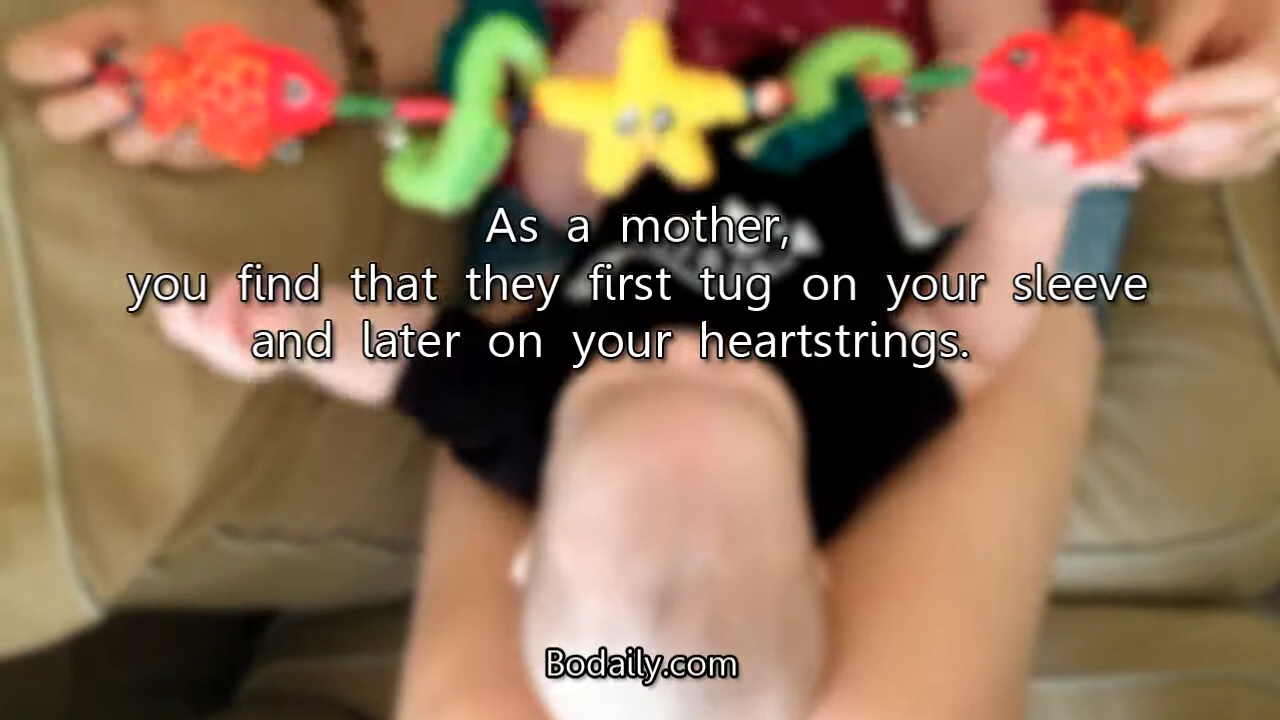 As a mother,
you find that they first tug on your sleeve
and later on your heartstrings.
Bodaily.com